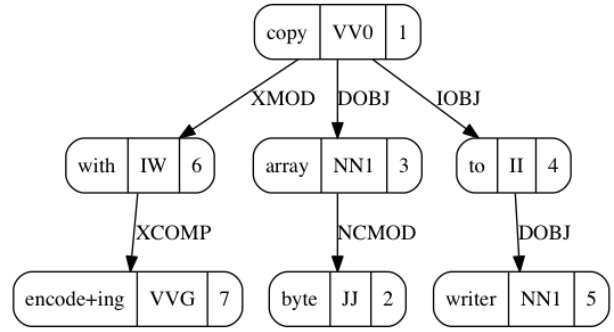 copy VV0 1
XMOD DOBJ IOBJ
with IW 6 array NN1 3 to II 4
XCOMP NCMOD DOBJ
encode+ing VVG 7 byte JJ 2 writer NN1 5